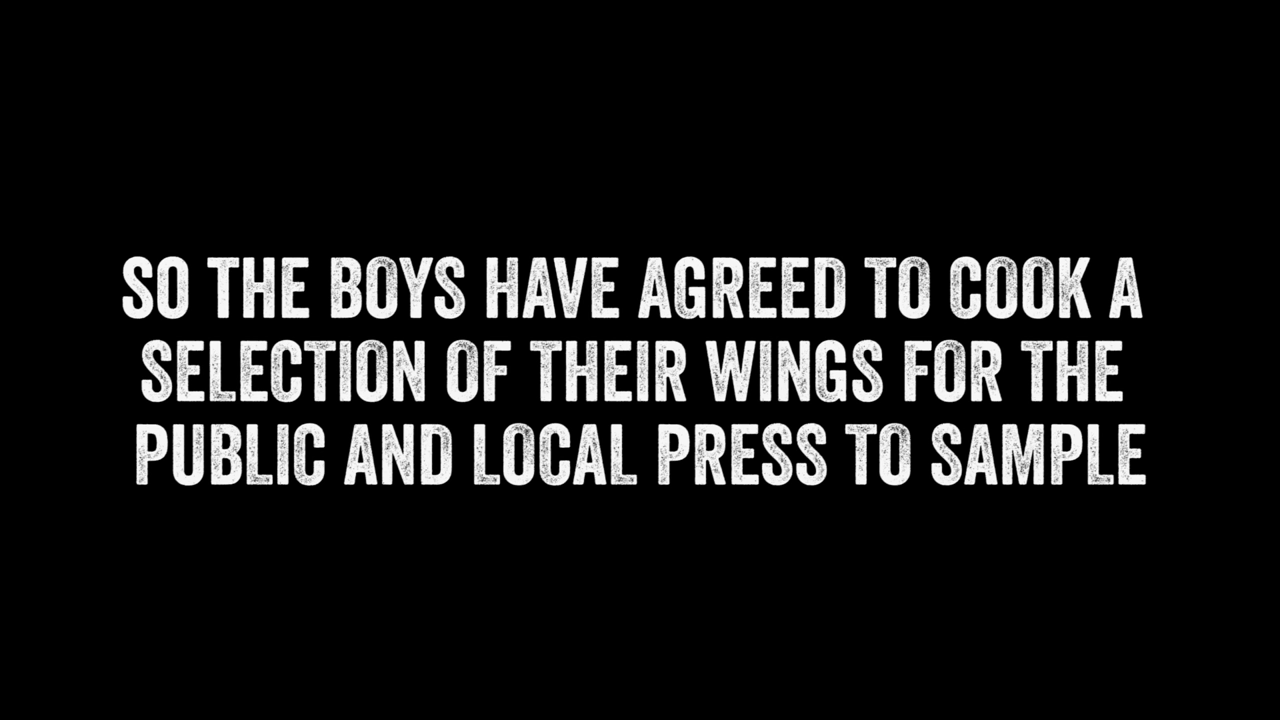 SO THE BOYS HAVE AGREED TO COOK A
SELECTION OF THEIR WINGS FOR THE
PUBLIC AND LOCAL PRESS TO SAMPLE